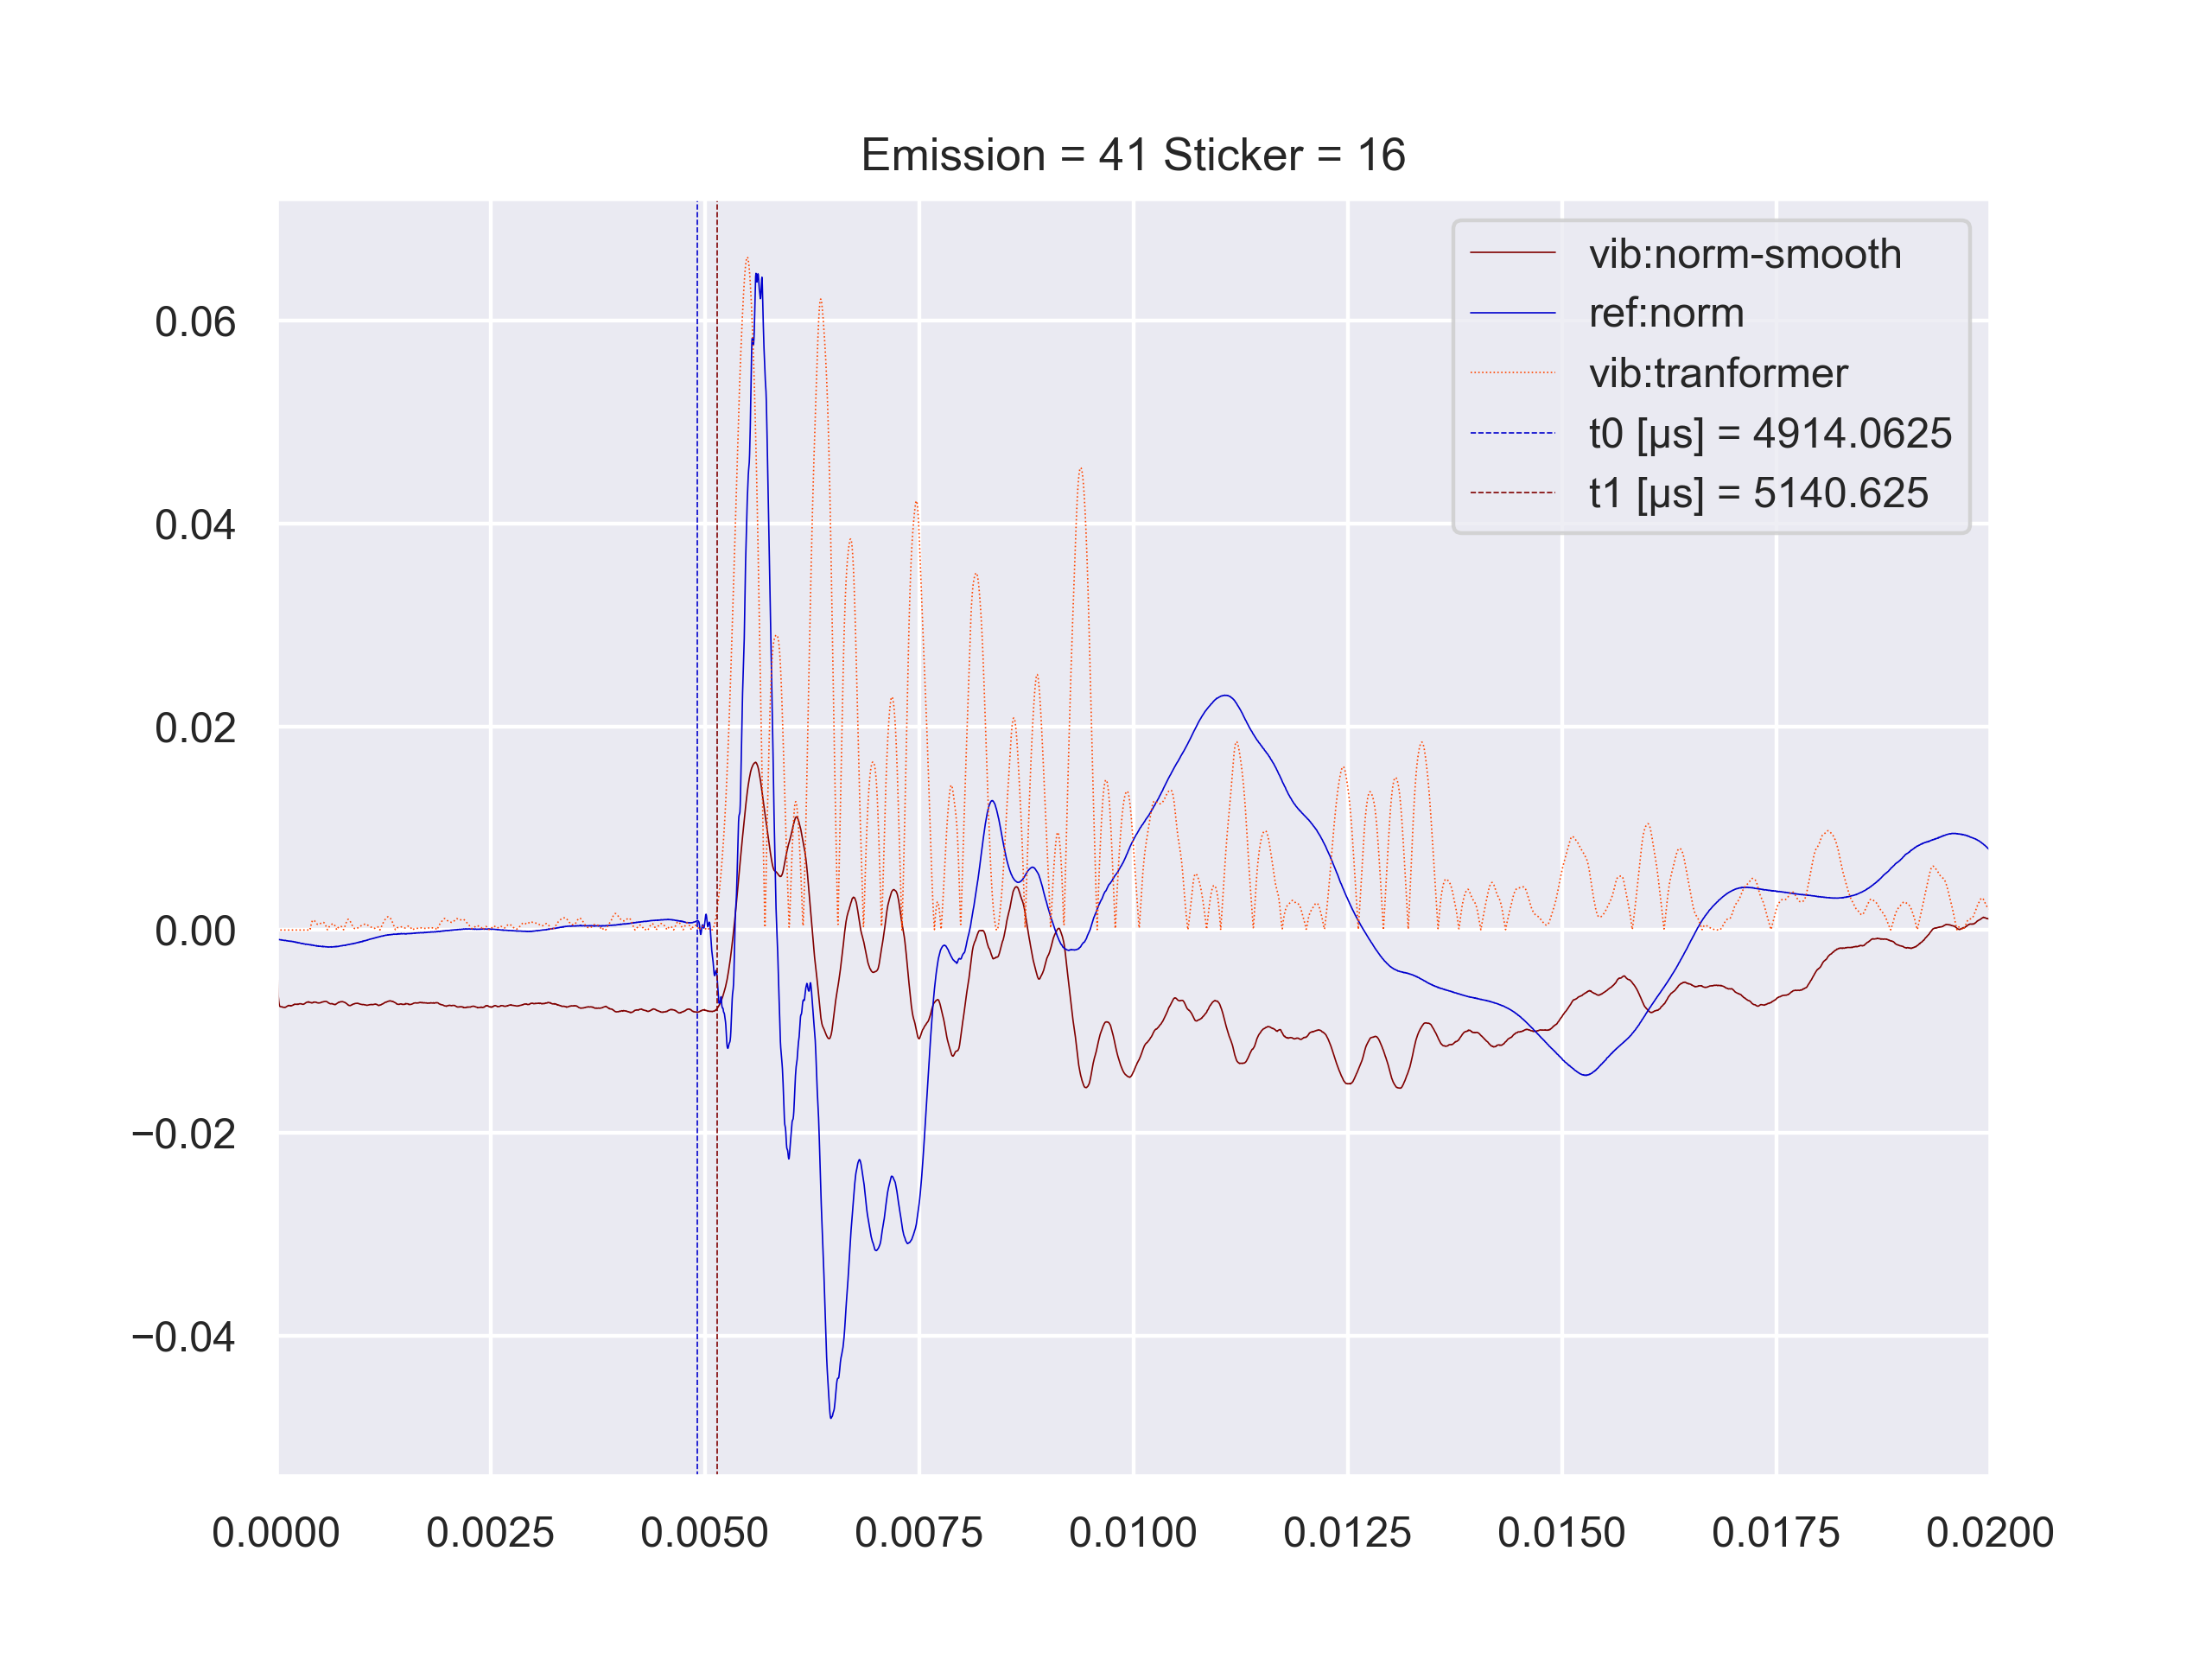 Emission = 41 Sticker = 16
vib:norm-smooth
ref:norm
vib:tranformer
t0 [µs] = 4914.0625
t1 [µs] = 5140.625
0.06
0.04
0.02
0.00
−0.02
−0.04
0.0000 0.0025 0.0050 0.0075 0.0100 0.0125 0.0150 0.0175 0.0200